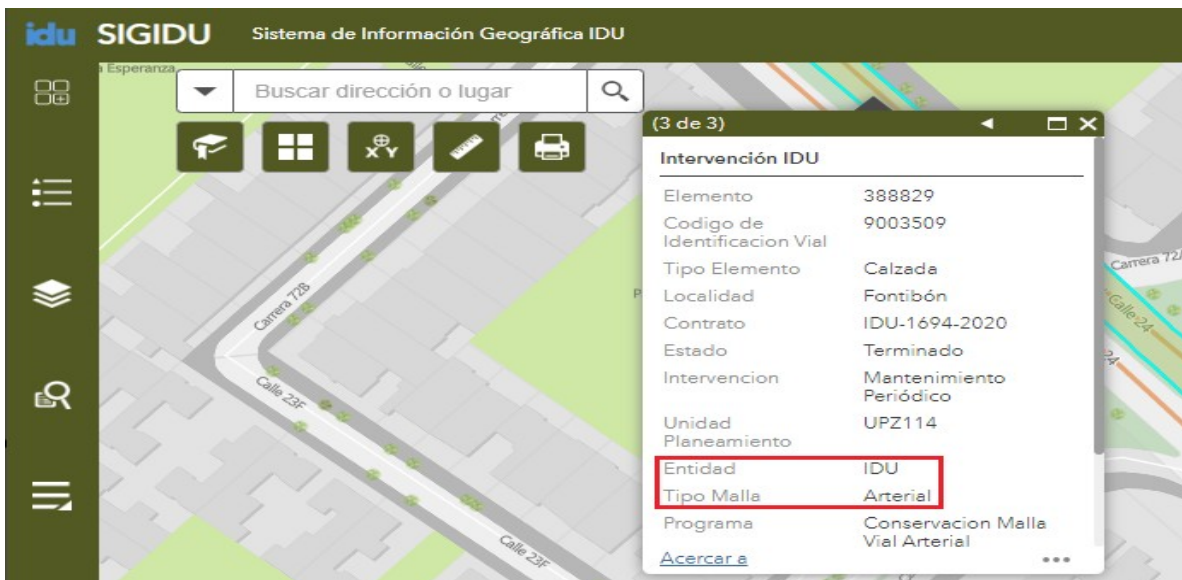 idu SIGIDU Sistema de Información Geográfica IDU
a Esperanza
Buscar dirección o lugar
X Y
(3 de 3)
Intervención IDU
Elemento 388829
Codigo de Identificacion Vial 9003509
Tipo Elemento Calzada
Localidad Fontibón
Contrato IDU-1694-2020
Estado Terminado
Intervencion Mantenimiento Periódico
Unidad Planeamiento UPZ114
Entidad IDU
Tipo Malla Arterial
Programa Conservacion Malla Vial Arterial
Acercar a
Carrera 72B
Calle 23F
Calle 23F
Carrera 72A
Calle 24
24
P